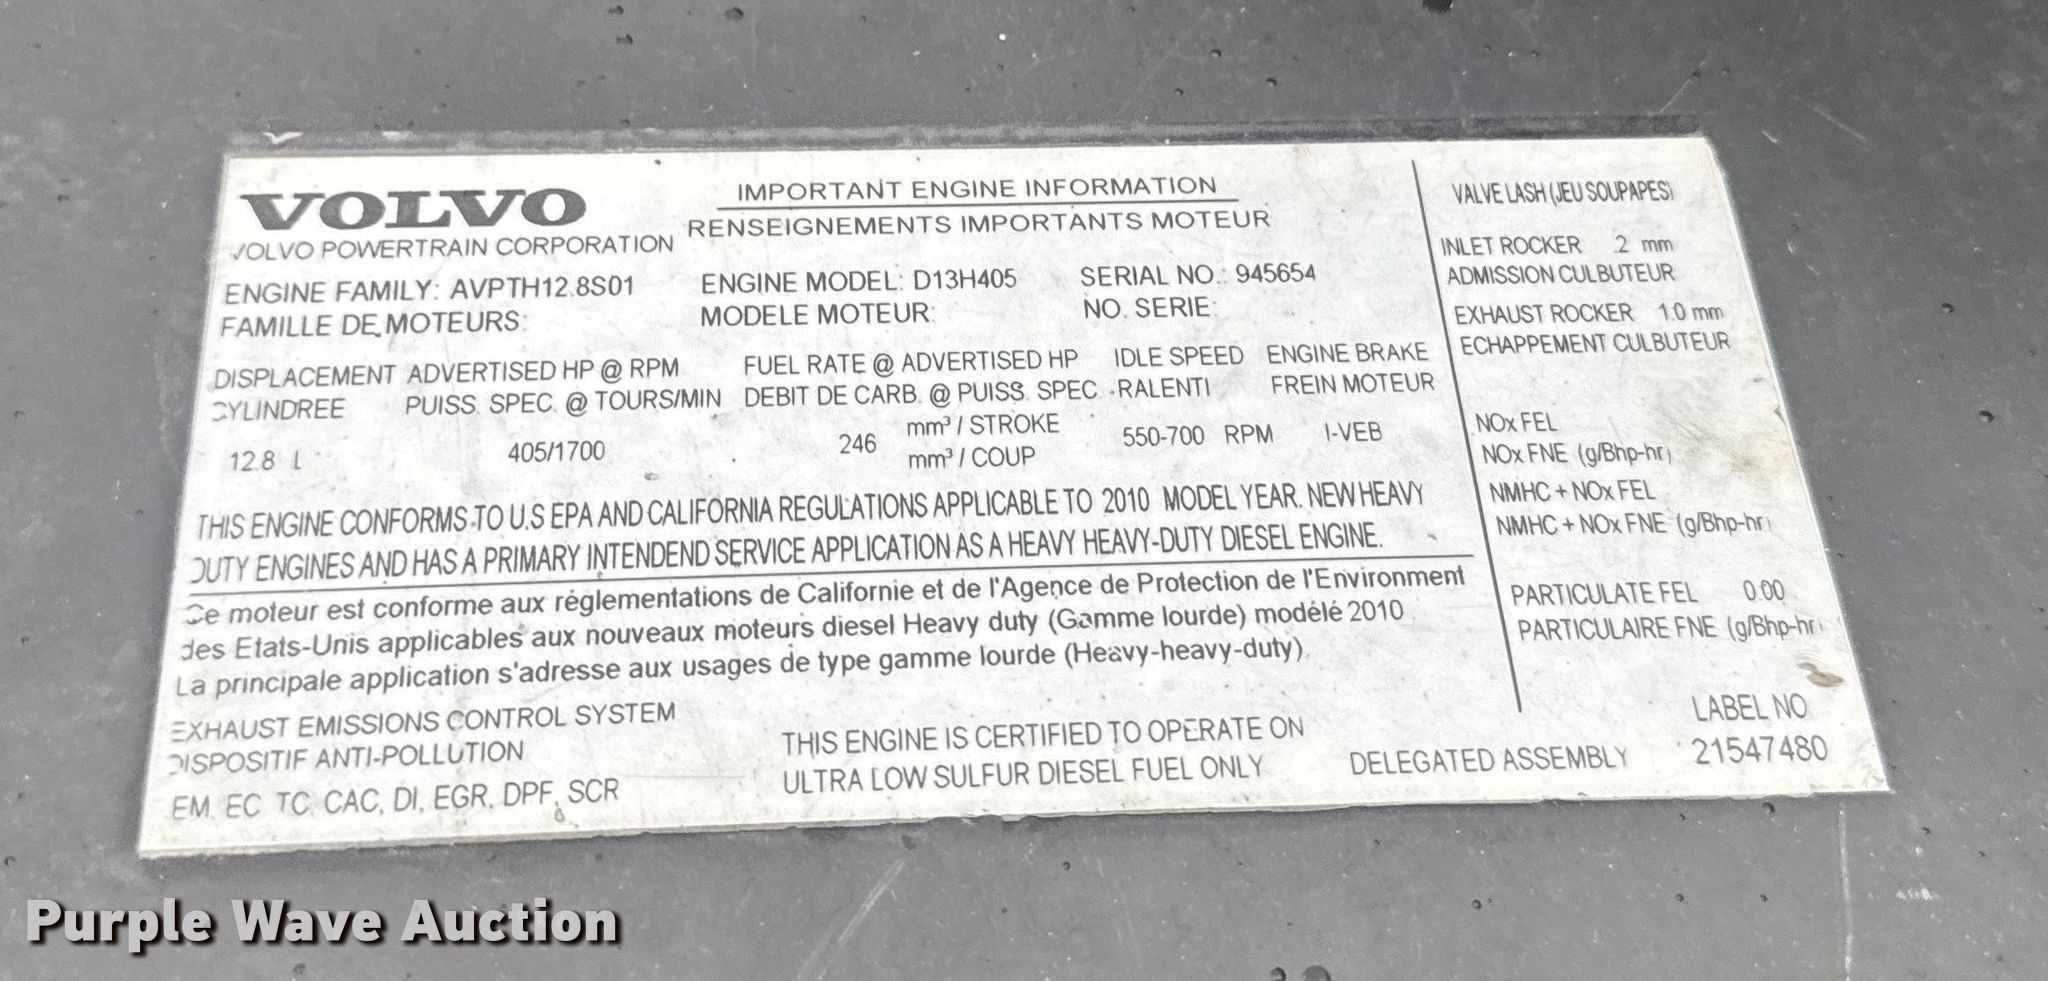 VOLVO
VOLVO POWERTRAIN CORPORATION
IMPORTANT ENGINE INFORMATION
RENSEIGNEMENTS IMPORTANTS MOTEUR
ENGINE FAMILY: AVPTH12.8S01
FAMILLE DE MOTEURS:
ENGINE MODEL: D13H405
MODELE MOTEUR:
SERIAL NO.: 945654
NO. SERIE:
DISPLACEMENT
CYLINDREE
12.8 L
ADVERTISED HP @ RPM
PUISS. SPEC. @ TOURS/MIN
405/1700
FUEL RATE @ ADVERTISED HP
DEBIT DE CARB. @ PUISS. SPEC.
246 mm³ / STROKE
mm³ / COUP
IDLE SPEED
RALENTI
550-700 RPM
ENGINE BRAKE
FREIN MOTEUR
I-VEB
THIS ENGINE CONFORMS TO U.S EPA AND CALIFORNIA REGULATIONS APPLICABLE TO 2010 MODEL YEAR. NEW HEAVY
DUTY ENGINES AND HAS A PRIMARY INTENDEND SERVICE APPLICATION AS A HEAVY HEAVY-DUTY DIESEL ENGINE.
Ce moteur est conforme aux réglementations de Californie et de l'Agence de Protection de l'Environment
des Etats-Unis applicables aux nouveaux moteurs diesel Heavy duty (Gamme lourde) modélé 2010.
La principale application s'adresse aux usages de type gamme lourde (Heavy-heavy-duty).
EXHAUST EMISSIONS CONTROL SYSTEM
DISPOSITIF ANTI-POLLUTION
EM, EC, TC, CAC, DI, EGR, DPF, SCR
THIS ENGINE IS CERTIFIED TO OPERATE ON
ULTRA LOW SULFUR DIESEL FUEL ONLY
DELEGATED ASSEMBLY
VALVE LASH (JEU SOUPAPES)
INLET ROCKER .2 mm
ADMISSION CULBUTEUR
EXHAUST ROCKER 1.0 mm
ECHAPPEMENT CULBUTEUR
NOx FEL
NOx FNE (g/Bhp-hr)
NMHC + NOx FEL
NMHC + NOx FNE (g/Bhp-hr)
PARTICULATE FEL 0.00
PARTICULAIRE FNE (g/Bhp-hr)
LABEL NO
21547480
Purple Wave Auction